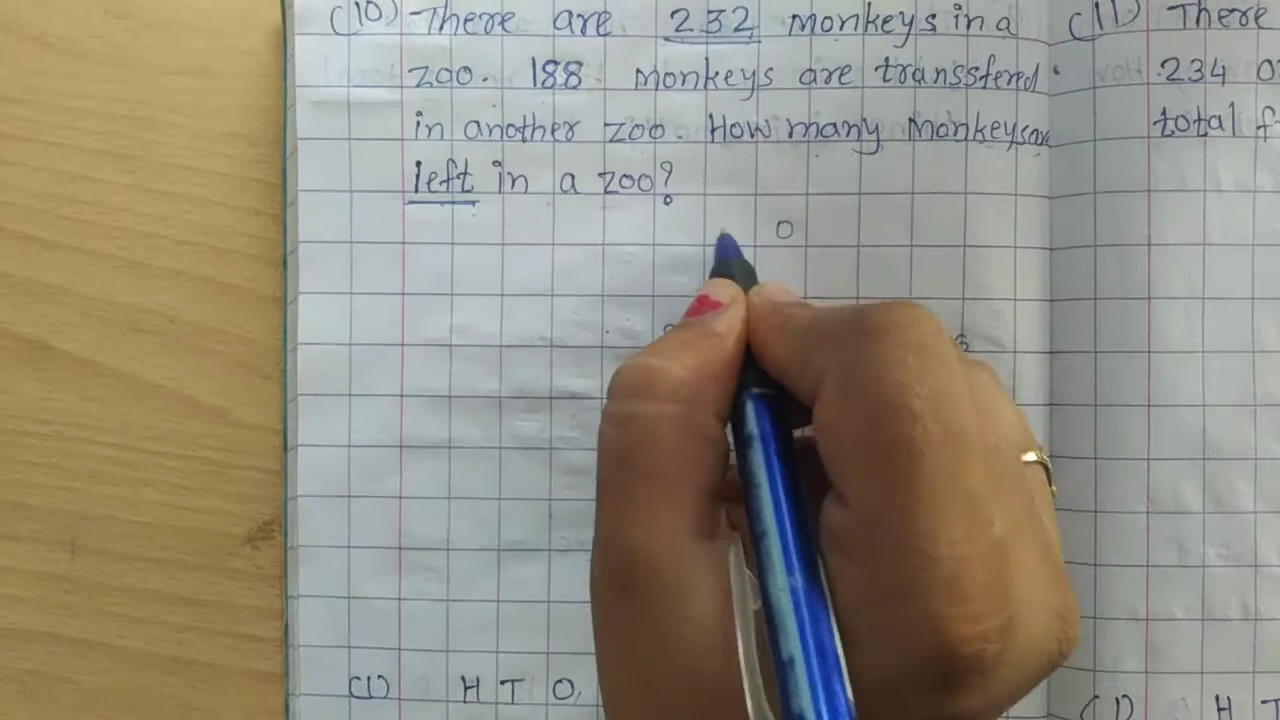 (10) There are 232 monkeys in a
zoo. 188 monkeys are transsfered
in another zoo. How many monkeys are
left in a zoo?
O
(1) H T O
(11) There
234
total
(1) H T